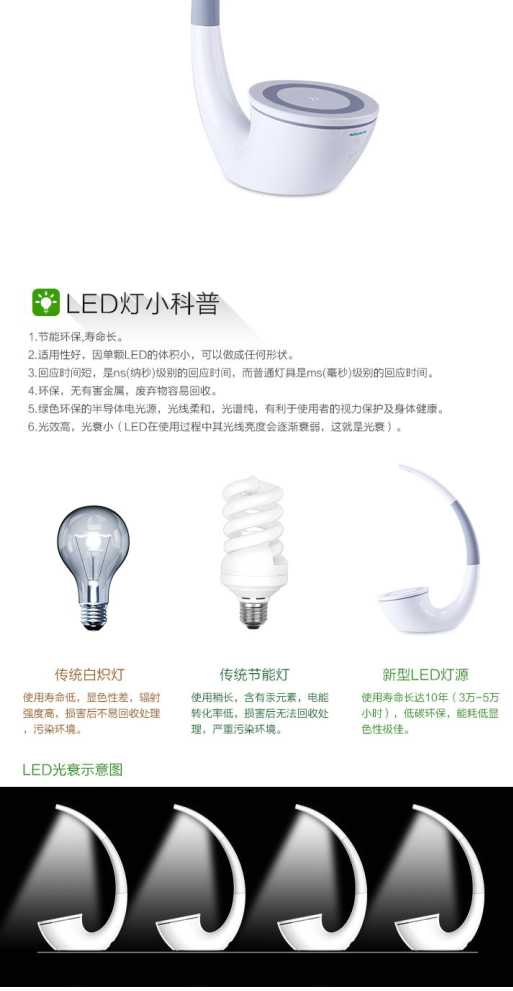 LED灯小科普
1.节能环保,寿命长。
2.适用性好，因单颗LED的体积小，可以做成任何形状。
3.回应时间短，是ns(纳秒)级别的回应时间，而普通灯具是ms(毫秒)级别的回应时间。
4.环保，无有害金属，废弃物容易回收。
5.绿色环保的半导体电光源，光线柔和，光谱纯，有利于使用者的视力保护及身体健康。
6.光效高，光衰小（LED在使用过程中其光线亮度会逐渐衰弱，这就是光衰）。
传统白炽灯
使用寿命低，显色性差，辐射
强度高，损害后不易回收处理
，污染环境。
传统节能灯
使用稍长，含有汞元素，电能
转化率低，损害后无法回收处
理，严重污染环境。
新型LED灯源
使用寿命长达10年（3万~5万
小时），低碳环保，能耗低显
色性极佳。
LED光衰示意图